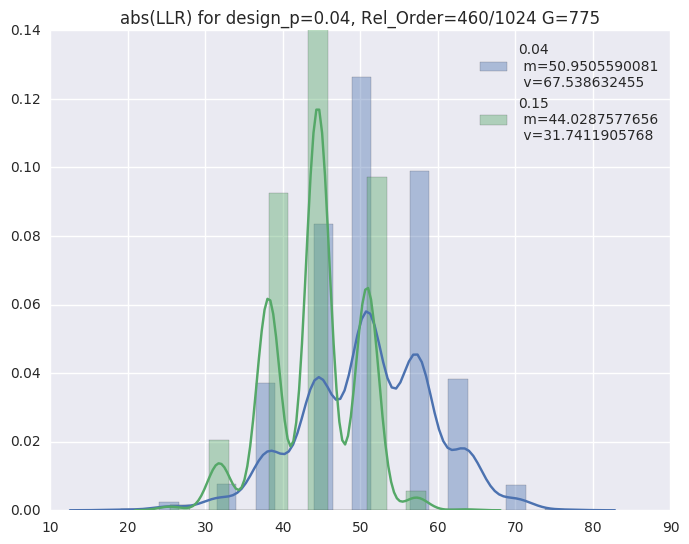 abs(LLR) for design_p=0.04, Rel_Order=460/1024 G=775
0.14
0.12
0.10
0.08
0.06
0.04
0.02
0.00
10 20 30 40 50 60 70 80 90
0.04
m=50.9505590081
v=67.538632455
0.15
m=44.0287577656
v=31.7411905768